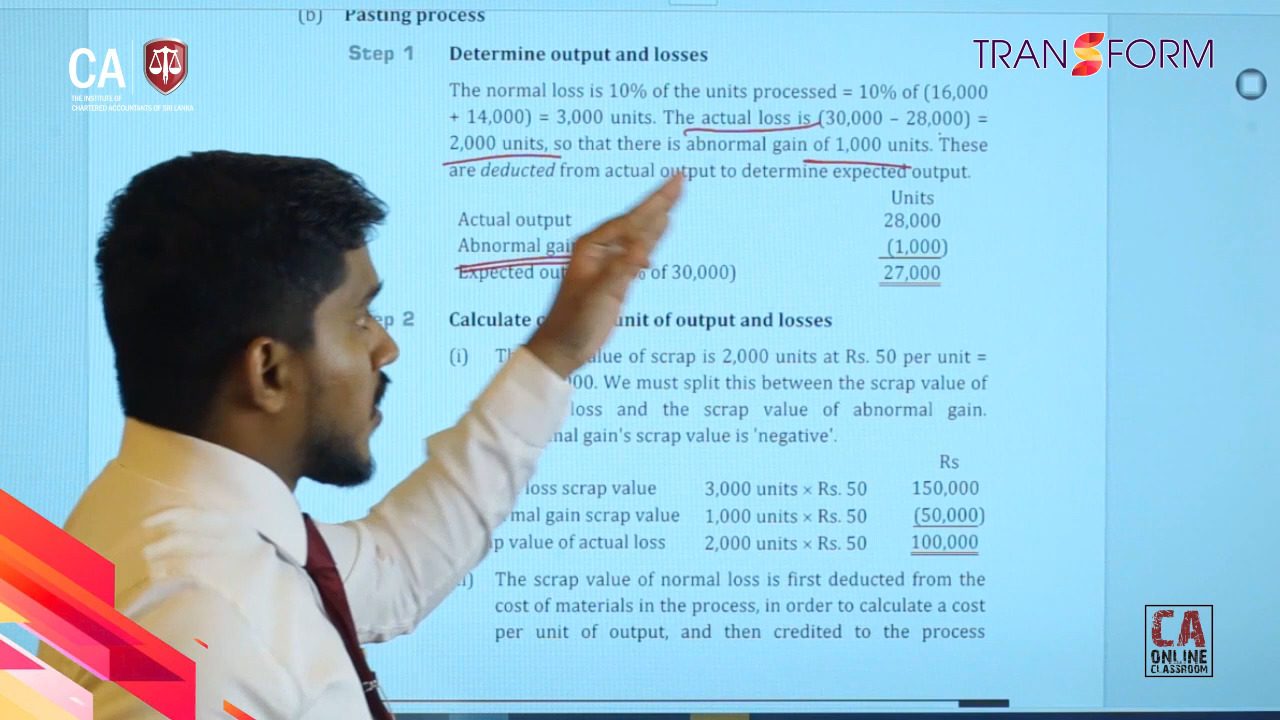 (b) Pasting process
CA
THE INSTITUTE OF
CHARTERED ACCOUNTANTS OF SRI LANKA
TRANSFORM
Step 1 Determine output and losses
The normal loss is 10% of the units processed = 10% of (16,000
+ 14,000) = 3,000 units. The actual loss is (30,000 – 28,000) =
2,000 units, so that there is abnormal gain of 1,000 units. These
are deducted from actual output to determine expected output.
Units
Actual output 28,000
Abnormal (1,000)
Expected of 30,000) 27,000
2 Calculate unit of output and losses
(i) of scrap is 2,000 units at Rs. 50 per unit =
We must split this between the scrap value of
loss and the scrap value of abnormal gain.
gain's scrap value is 'negative'.
Rs
loss scrap value 3,000 units × Rs. 50 150,000
gain scrap value 1,000 units × Rs. 50 (50,000)
value of actual loss 2,000 units × Rs. 50 100,000
The scrap value of normal loss is first deducted from the
cost of materials in the process, in order to calculate a cost
per unit of output, and then credited to the process
CA
ONLINE
CLASSROOM